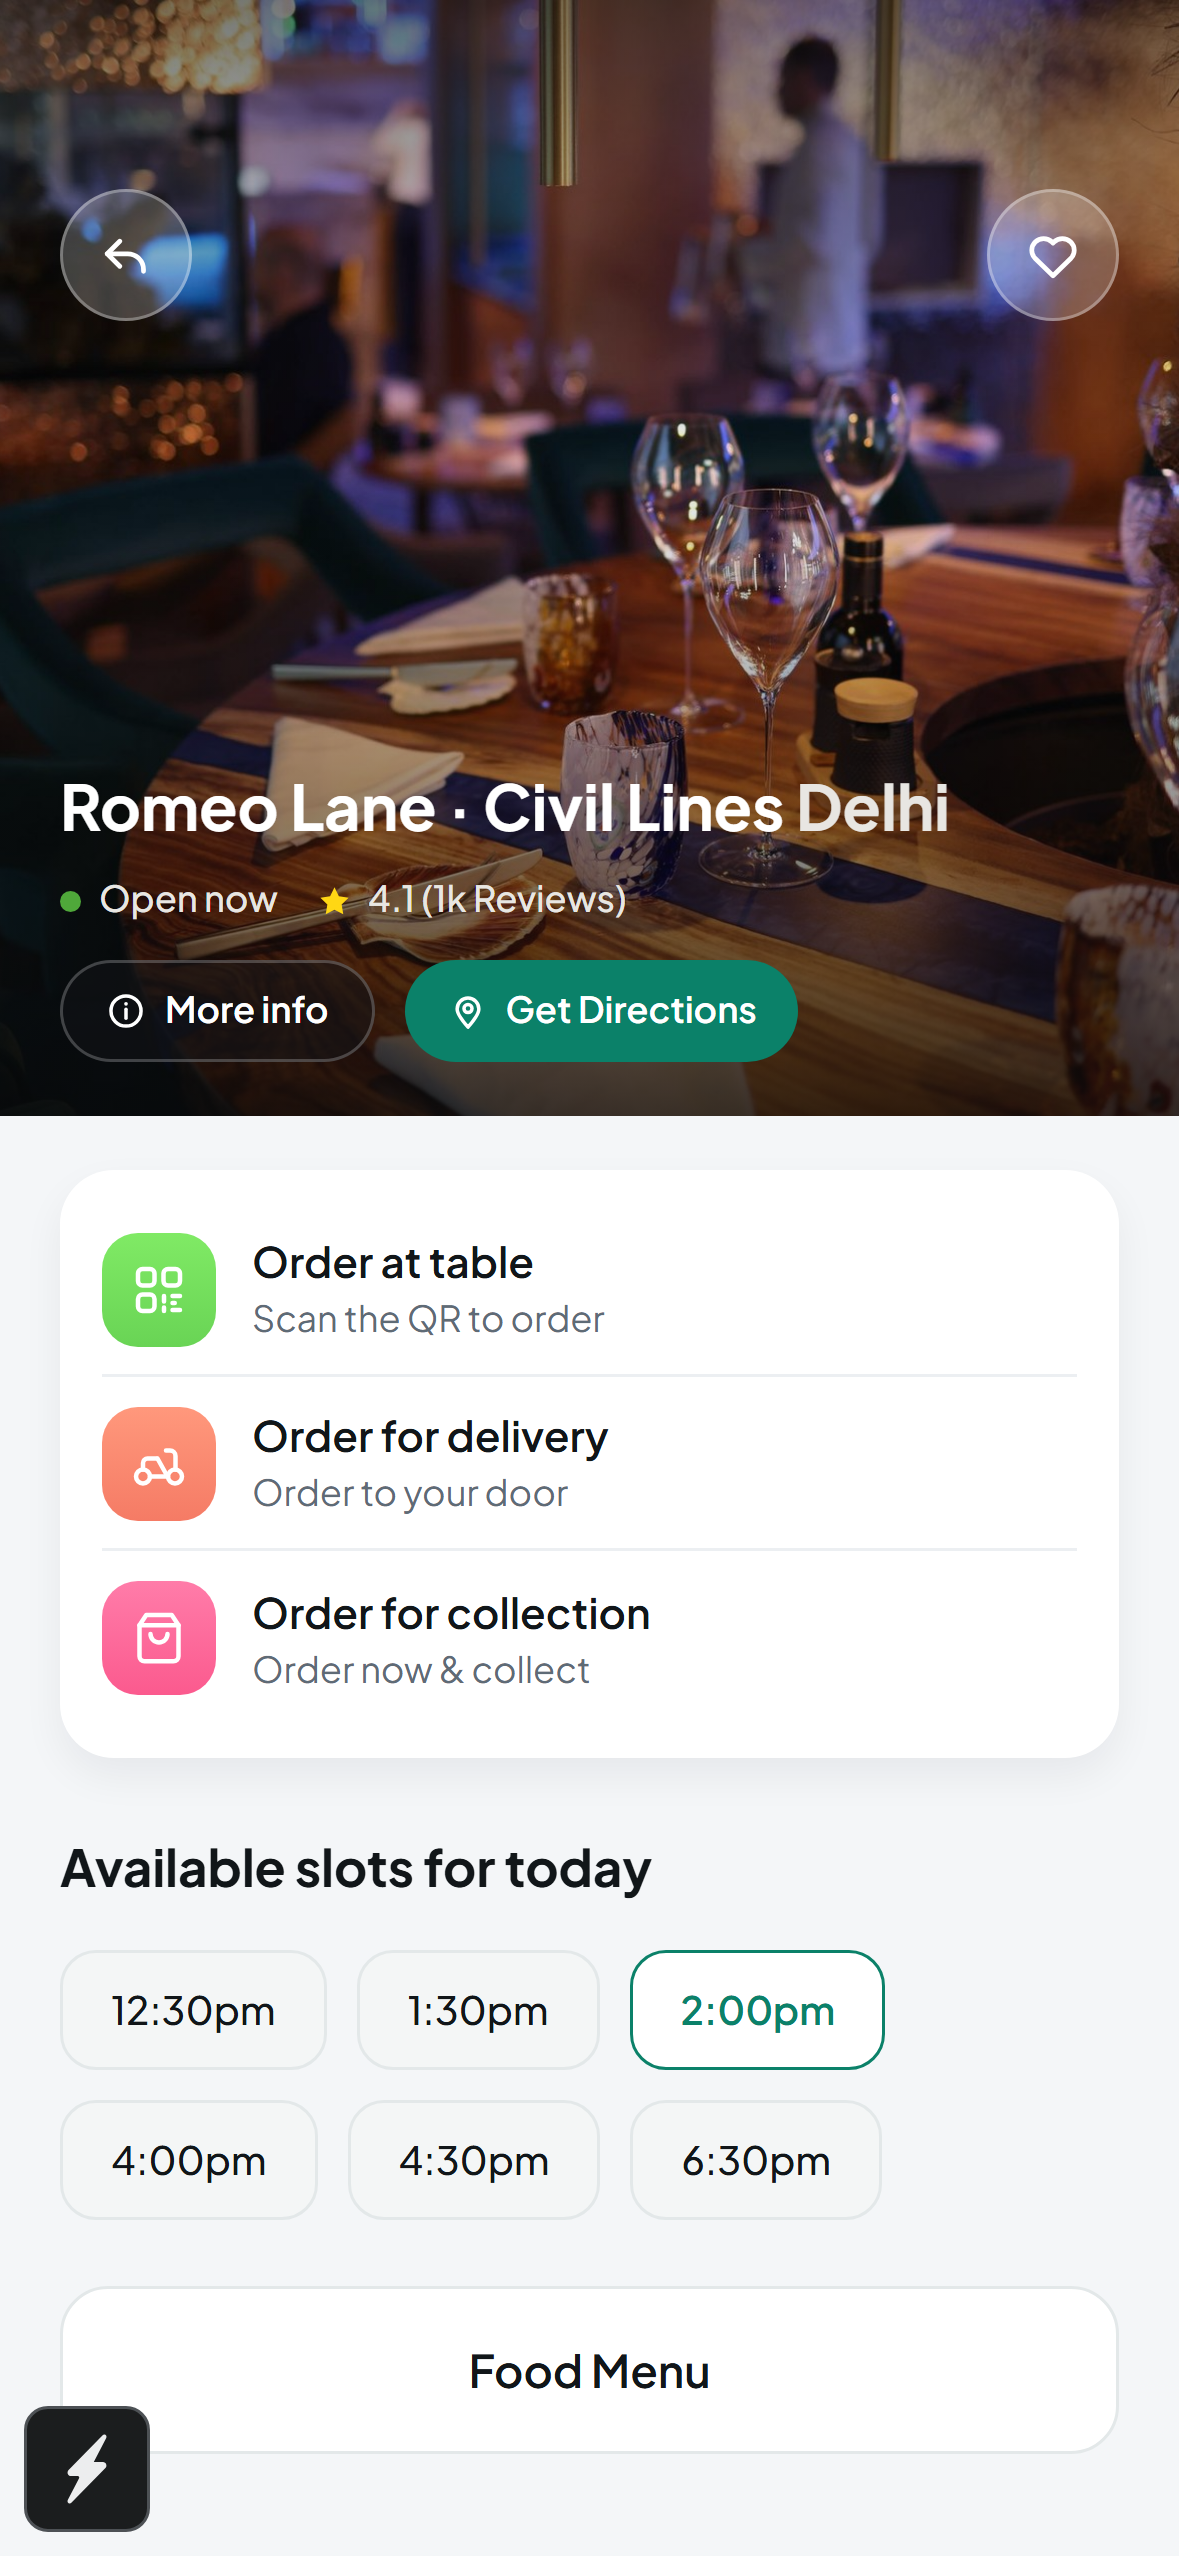 Romeo Lane · Civil Lines Delhi
Open now 4.1 (1k Reviews)
More info Get Directions
Order at table
Scan the QR to order
Order for delivery
Order to your door
Order for collection
Order now & collect
Available slots for today
12:30pm 1:30pm 2:00pm
4:00pm 4:30pm 6:30pm
Food Menu